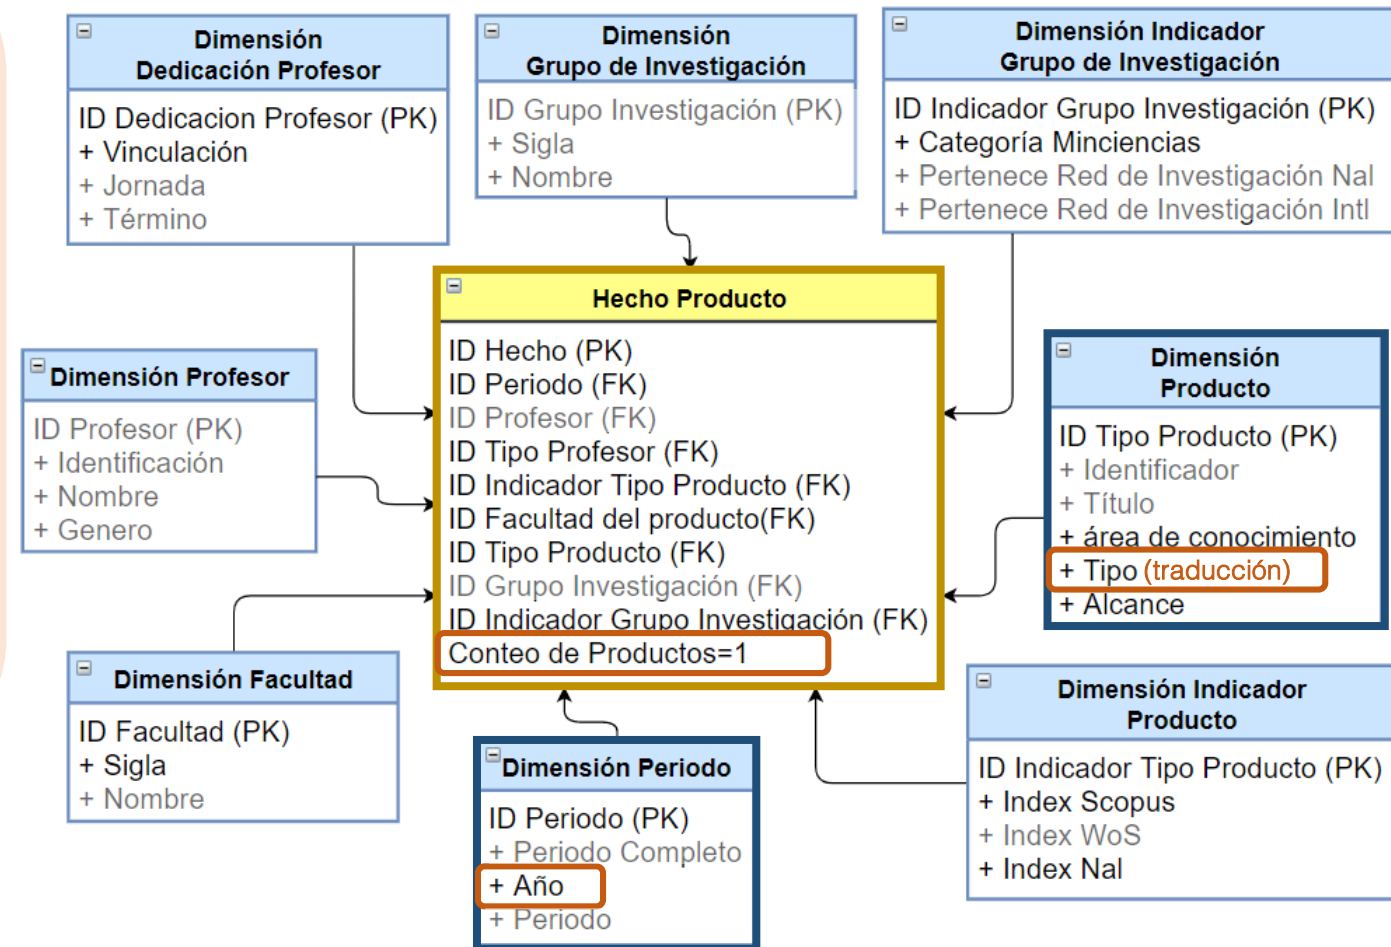 Dimensión
Dedicación Profesor
ID Dedicacion Profesor (PK)
+ Vinculación
+ Jornada
+ Término
Dimensión
Grupo de Investigación
ID Grupo Investigación (PK)
+ Sigla
+ Nombre
Dimensión Indicador
Grupo de Investigación
ID Indicador Grupo Investigación (PK)
+ Categoría Minciencias
+ Pertenece Red de Investigación Nal
+ Pertenece Red de Investigación Intl
Dimensión Profesor
ID Profesor (PK)
+ Identificación
+ Nombre
+ Genero
Hecho Producto
ID Hecho (PK)
ID Periodo (FK)
ID Profesor (FK)
ID Tipo Profesor (FK)
ID Indicador Tipo Producto (FK)
ID Facultad del producto(FK)
ID Tipo Producto (FK)
ID Grupo Investigación (FK)
ID Indicador Grupo Investigación (FK)
Conteo de Productos=1
Dimensión
Producto
ID Tipo Producto (PK)
+ Identificador
+ Título
+ área de conocimiento
+ Tipo (traducción)
+ Alcance
Dimensión Facultad
ID Facultad (PK)
+ Sigla
+ Nombre
Dimensión Periodo
ID Periodo (PK)
+ Periodo Completo
+ Año
+ Periodo
Dimensión Indicador
Producto
ID Indicador Tipo Producto (PK)
+ Index Scopus
+ Index WoS
+ Index Nal